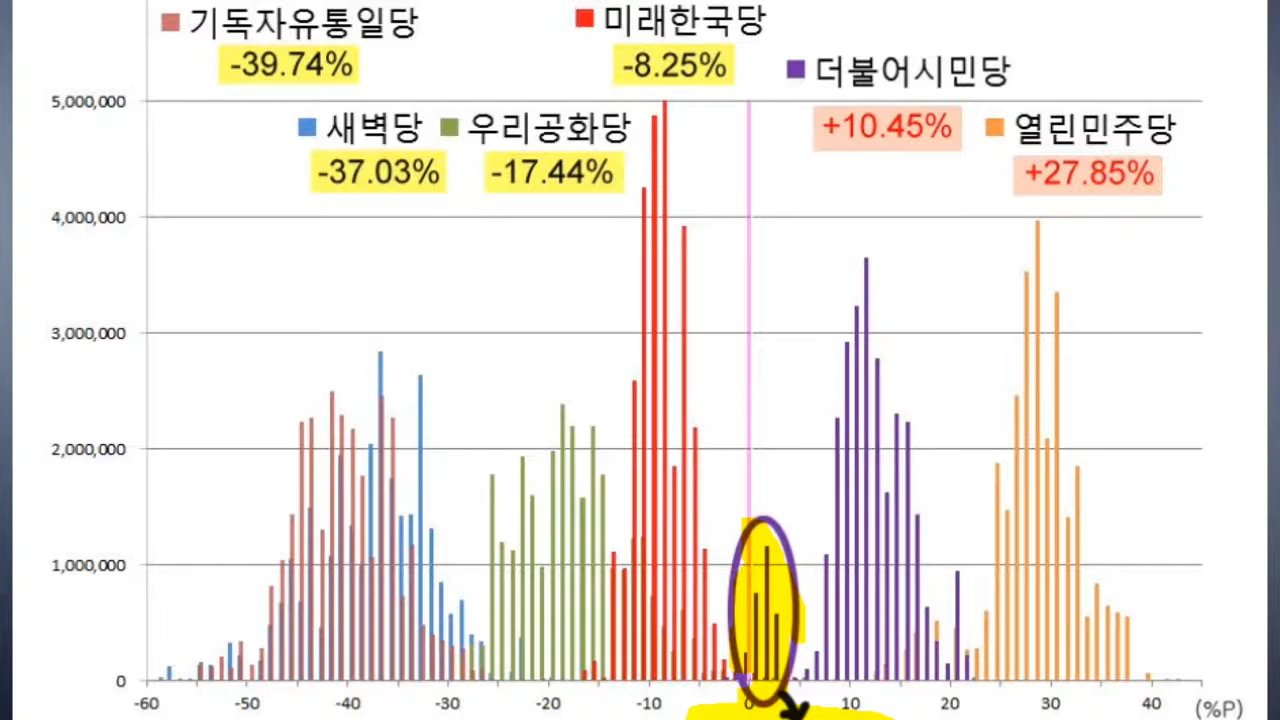 기독자유통일당
-39.74%
미래한국당
-8.25%
더불어시민당
+10.45%
새벽당
-37.03%
우리공화당
-17.44%
열린민주당
+27.85%
5,000,000
4,000,000
3,000,000
2,000,000
1,000,000
0
-60 -50 -40 -30 -20 -10 0 10 20 30 40 (%P)